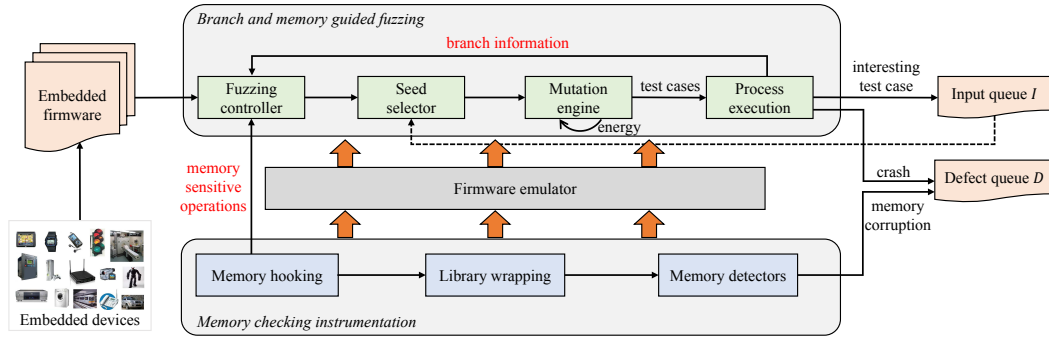 Branch and memory guided fuzzing
branch information
Embedded
firmware
Fuzzing
controller
Seed
selector
Mutation
engine
test cases
Process
execution
interesting
test case
Input queue I
energy
memory
sensitive
operations
Firmware emulator
crash
Defect queue D
memory
corruption
Memory hooking
Library wrapping
Memory detectors
Embedded devices
Memory checking instrumentation